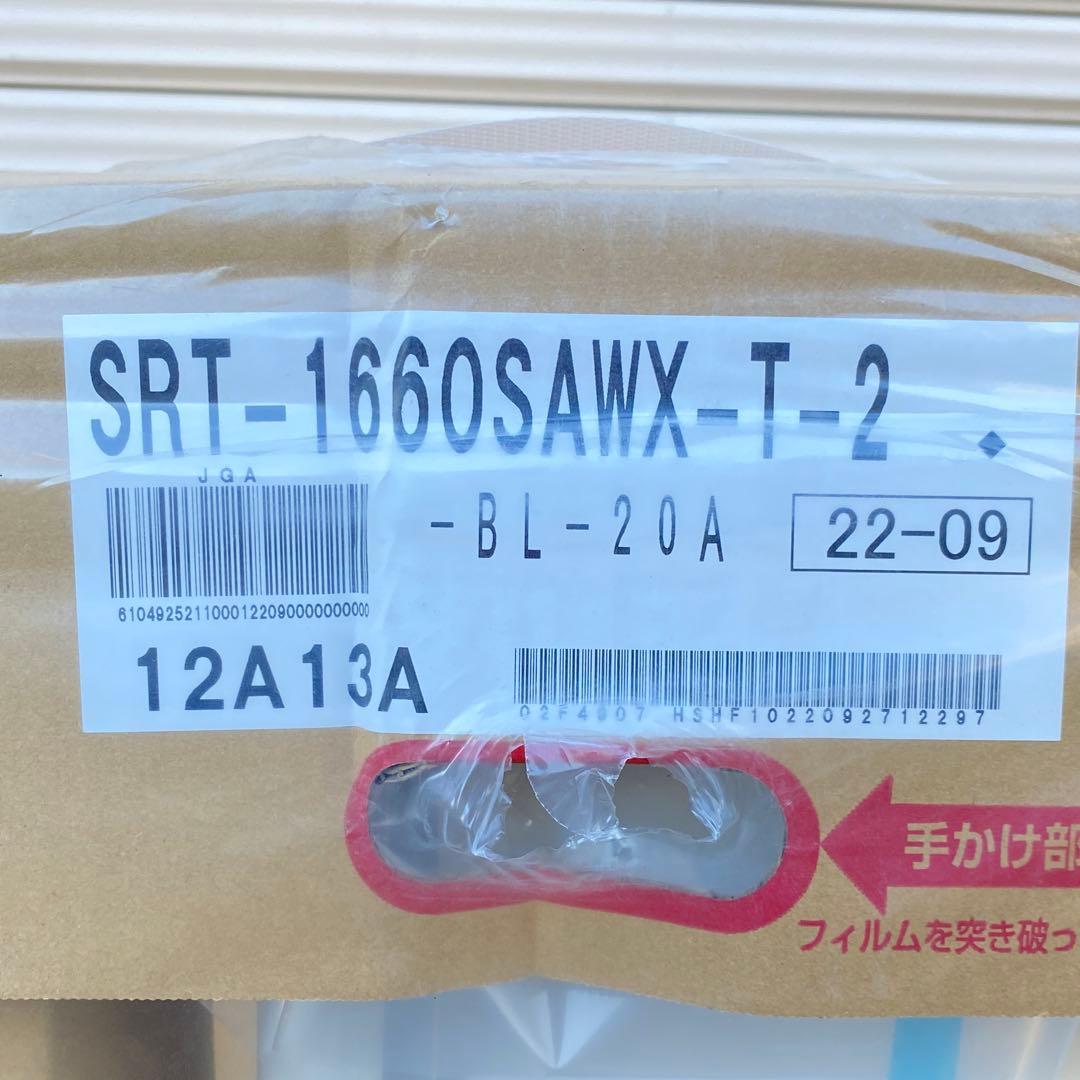 SRT-1660SAWX-T-2 ◆
JGA
-BL-20A
22-09
6104925211000122090000000000
12A13A
02F4907 HSHF1022092712297
手かけ部
フィルムを突き破っ